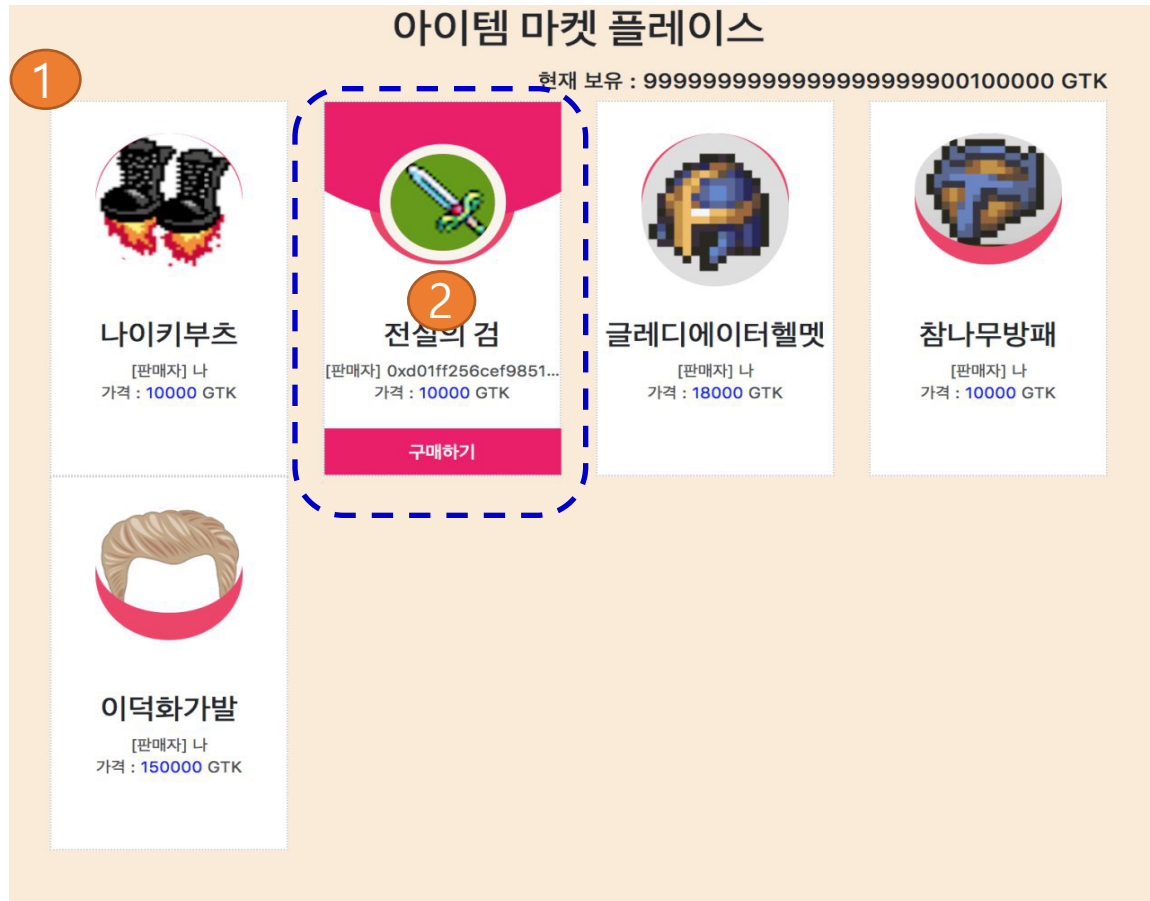 아이템 마켓 플레이스
1
현재 보유 : 99999999999999999999900100000 GTK
나이키부츠
[판매자] 나
가격 : 10000 GTK
2
전설의 검
[판매자] 0xd01ff256cef9851...
가격 : 10000 GTK
구매하기
글레디에이터헬멧
[판매자] 나
가격 : 18000 GTK
참나무방패
[판매자] 나
가격 : 10000 GTK
이덕화가발
[판매자] 나
가격 : 150000 GTK